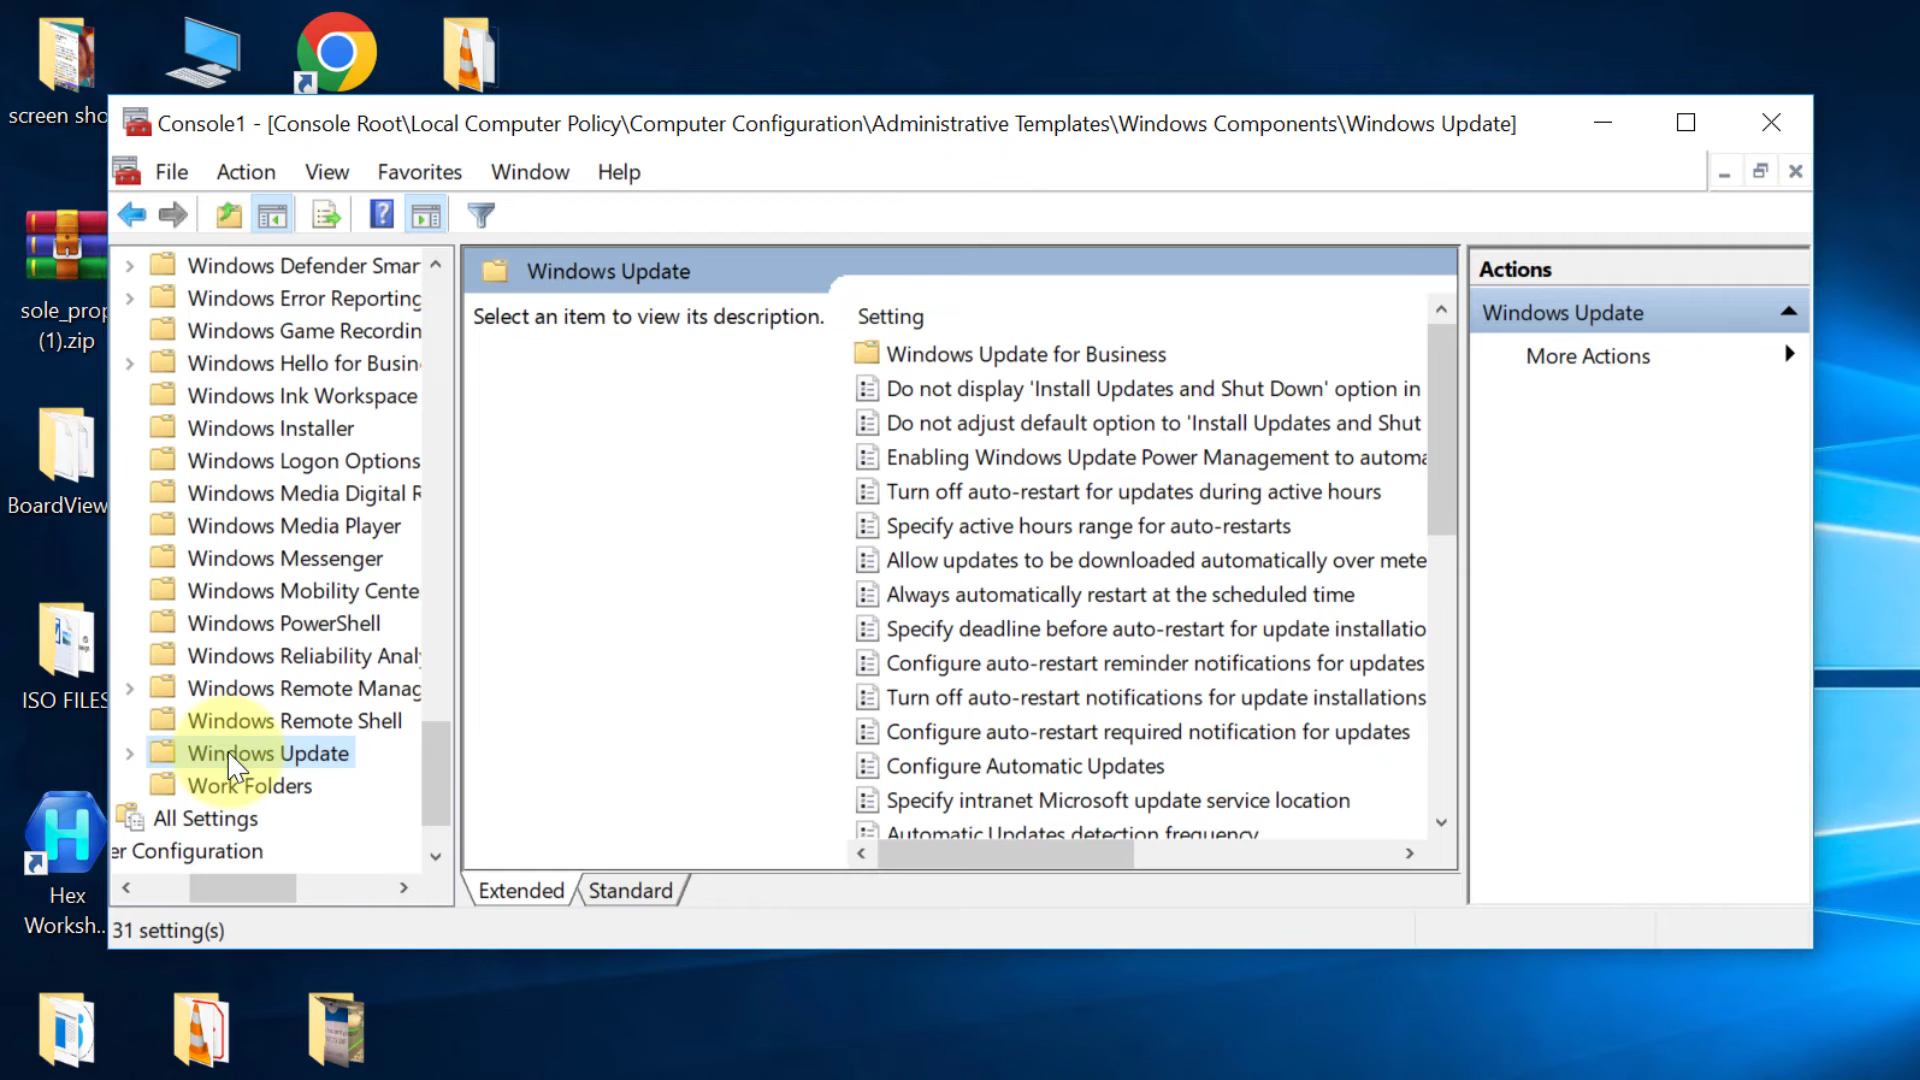 screen sho
Console1 - [Console Root\Local Computer Policy\Computer Configuration\Administrative Templates\Windows Components\Windows Update]
File Action View Favorites Window Help
sole_prop
(1).zip
BoardView
ISO FILES
Hex
Worksh...
Windows Defender Smar
Windows Error Reporting
Windows Game Recordin
Windows Hello for Busin
Windows Ink Workspace
Windows Installer
Windows Logon Options
Windows Media Digital R
Windows Media Player
Windows Messenger
Windows Mobility Cente
Windows PowerShell
Windows Reliability Analy
Windows Remote Manag
Windows Remote Shell
Windows Update
Work Folders
All Settings
er Configuration
Windows Update
Select an item to view its description.
Setting
Windows Update for Business
Do not display 'Install Updates and Shut Down' option in
Do not adjust default option to 'Install Updates and Shut
Enabling Windows Update Power Management to automa
Turn off auto-restart for updates during active hours
Specify active hours range for auto-restarts
Allow updates to be downloaded automatically over mete
Always automatically restart at the scheduled time
Specify deadline before auto-restart for update installatio
Configure auto-restart reminder notifications for updates
Turn off auto-restart notifications for update installations
Configure auto-restart required notification for updates
Configure Automatic Updates
Specify intranet Microsoft update service location
Automatic Updates detection frequency
Extended Standard
Actions
Windows Update
More Actions
31 setting(s)